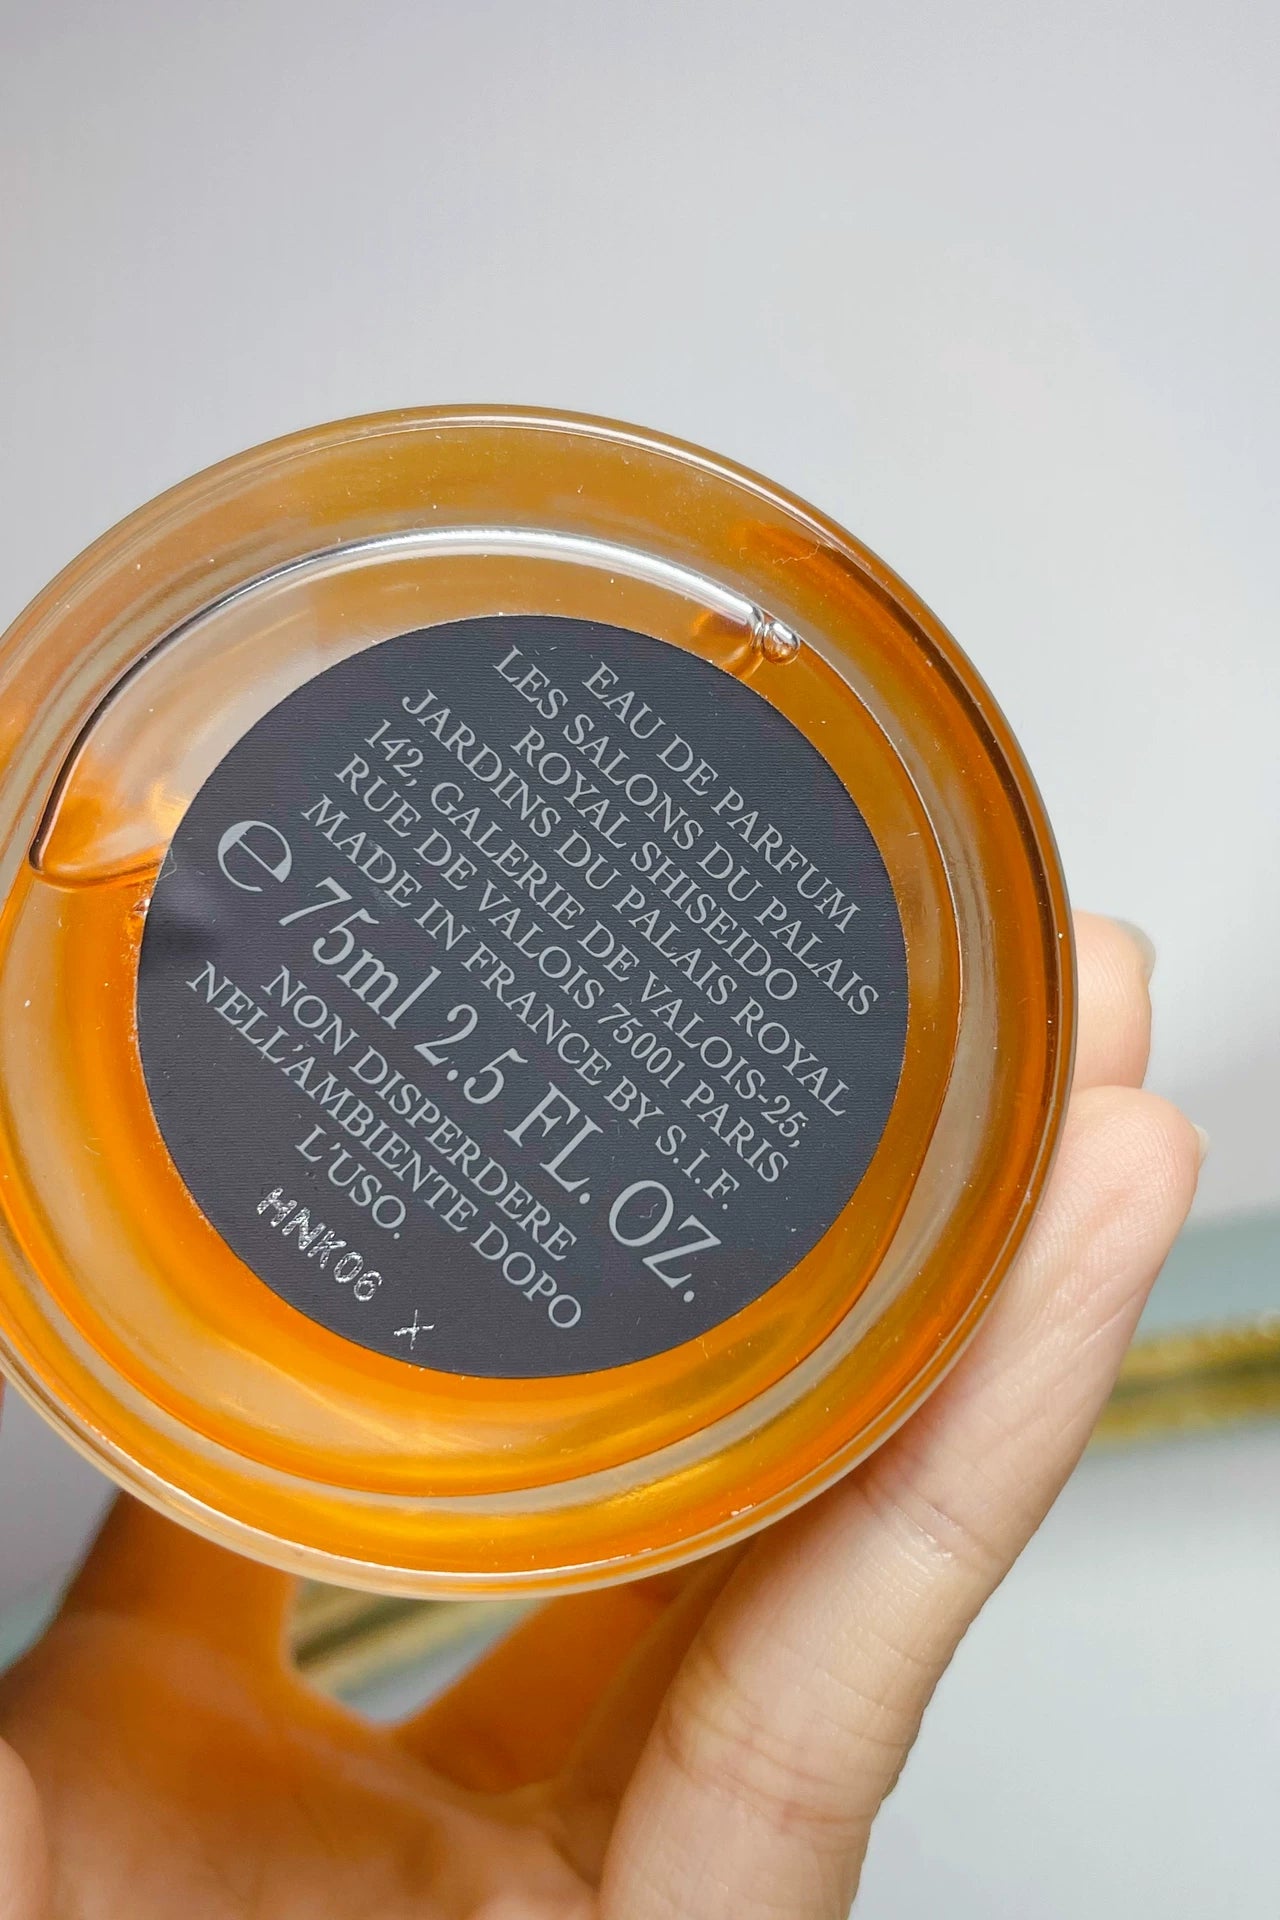 EAU DE PARFUM
LES SALONS DU PALAIS
ROYAL SHISEIDO
JARDINS DU PALAIS ROYAL
142, GALERIE DE VALOIS-25,
RUE DE VALOIS 75001 PARIS
MADE IN FRANCE BY S.I.F.
e 75ml 2.5 FL. OZ.
NON DISPERDERE
NELL'AMBIENTE DOPO
L'USO.
HNK06 +